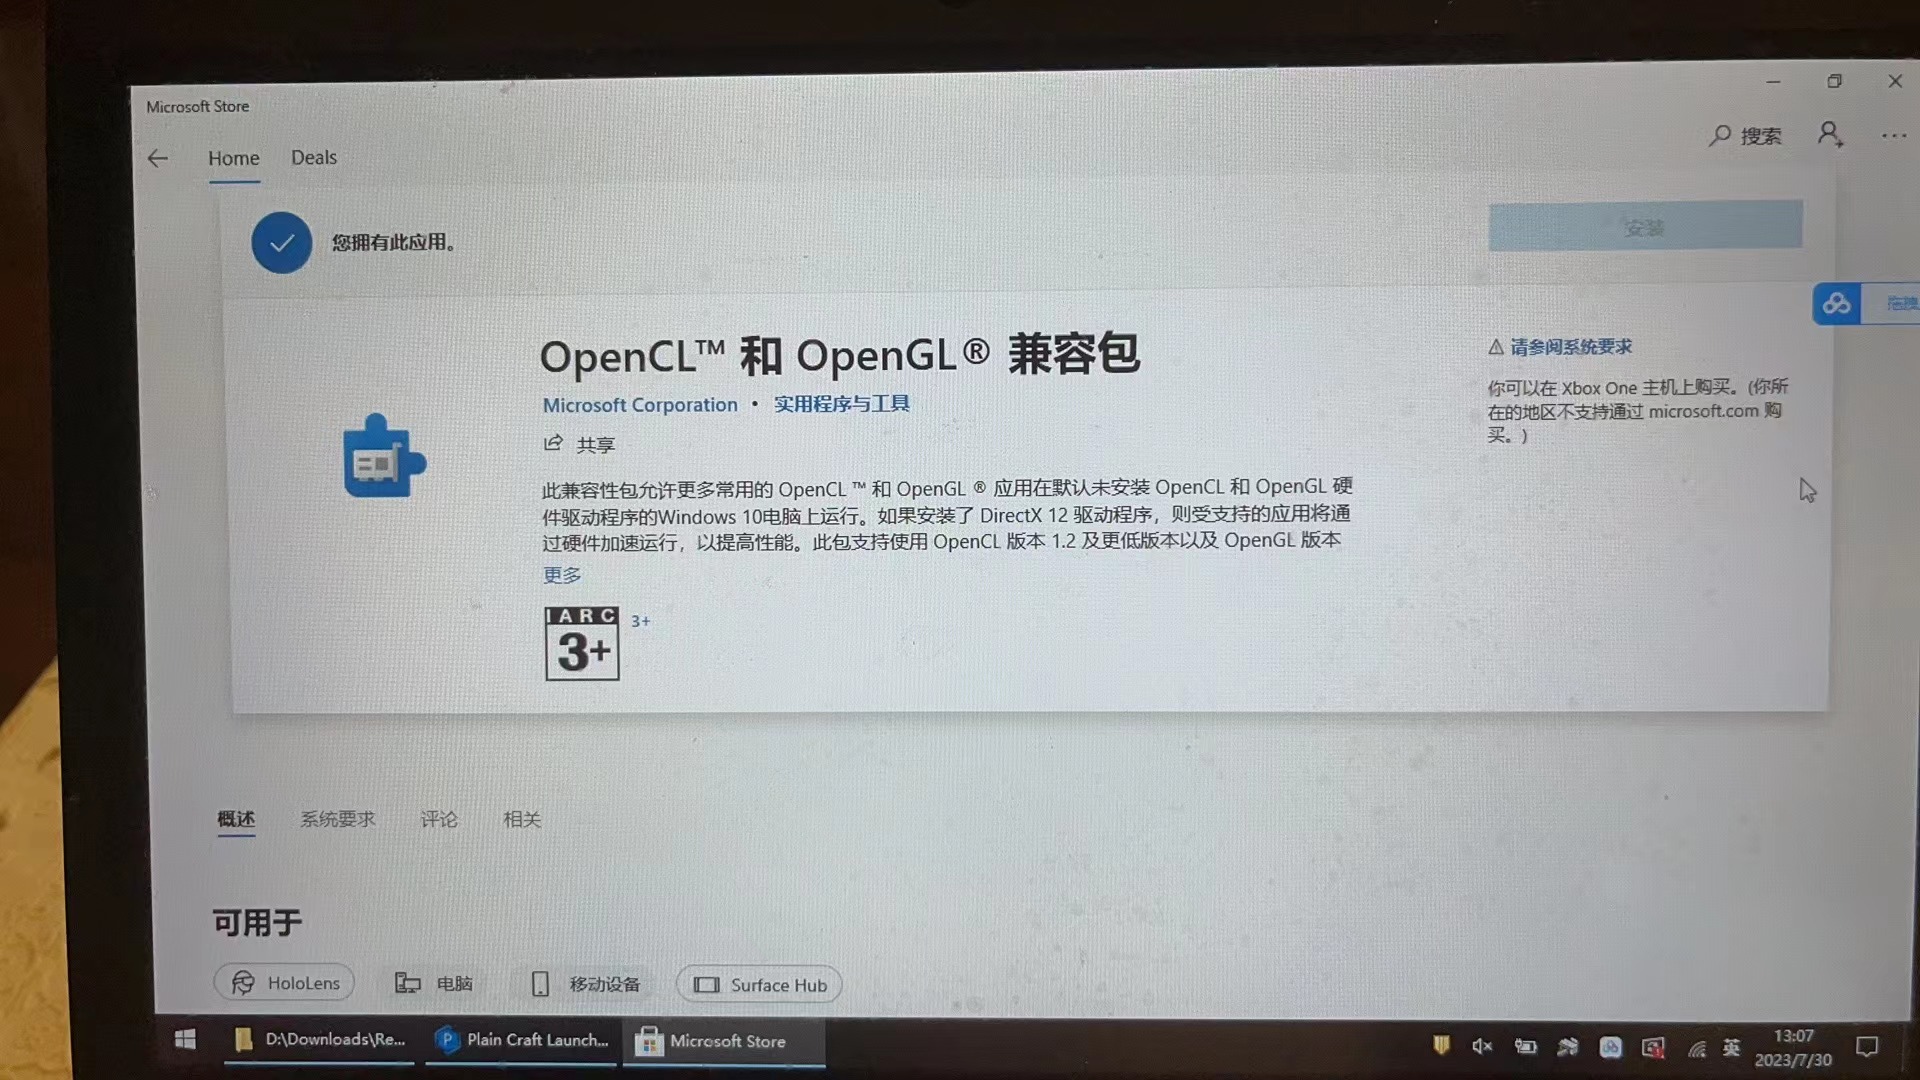 Microsoft Store
Home
Deals
搜索
您拥有此应用。
安装
OpenCL™ 和 OpenGL® 兼容包
Microsoft Corporation • 实用程序与工具
共享
此兼容性包允许更多常用的 OpenCL ™ 和 OpenGL ® 应用在默认未安装 OpenCL 和 OpenGL 硬
件驱动程序的Windows 10电脑上运行。如果安装了 DirectX 12 驱动程序，则受支持的应用将通
过硬件加速运行，以提高性能。此包支持使用 OpenCL 版本 1.2 及更低版本以及 OpenGL 版本
更多
IARC
3+
3+
请参阅系统要求
你可以在 Xbox One 主机上购买。(你所
在的地区不支持通过 microsoft.com 购
买。)
概述
系统要求
评论
相关
可用于
HoloLens
电脑
移动设备
Surface Hub
D:\Downloads\Re...
Plain Craft Launch...
Microsoft Store
英
13:07
2023/7/30